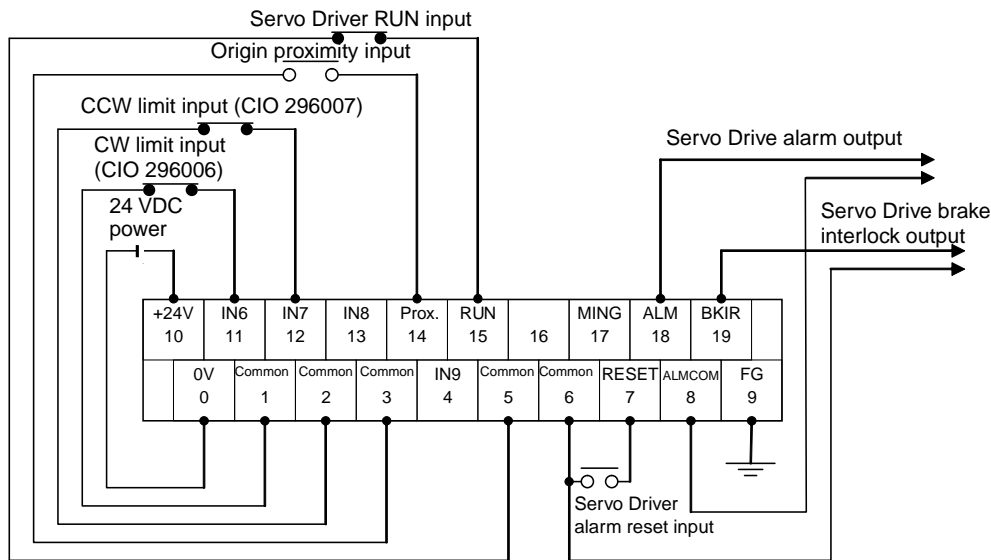 Servo Driver RUN input
Origin proximity input
CCW limit input (CIO 296007)
CW limit input
(CIO 296006)
24 VDC
power
Servo Drive alarm output
Servo Drive brake
interlock output
+24V IN6 IN7 IN8 Prox. RUN MING ALM BKIR
10 11 12 13 14 15 16 17 18 19
0V Common Common Common IN9 Common Common RESET ALMCOM FG
0 1 2 3 4 5 6 7 8 9
Servo Driver
alarm reset input